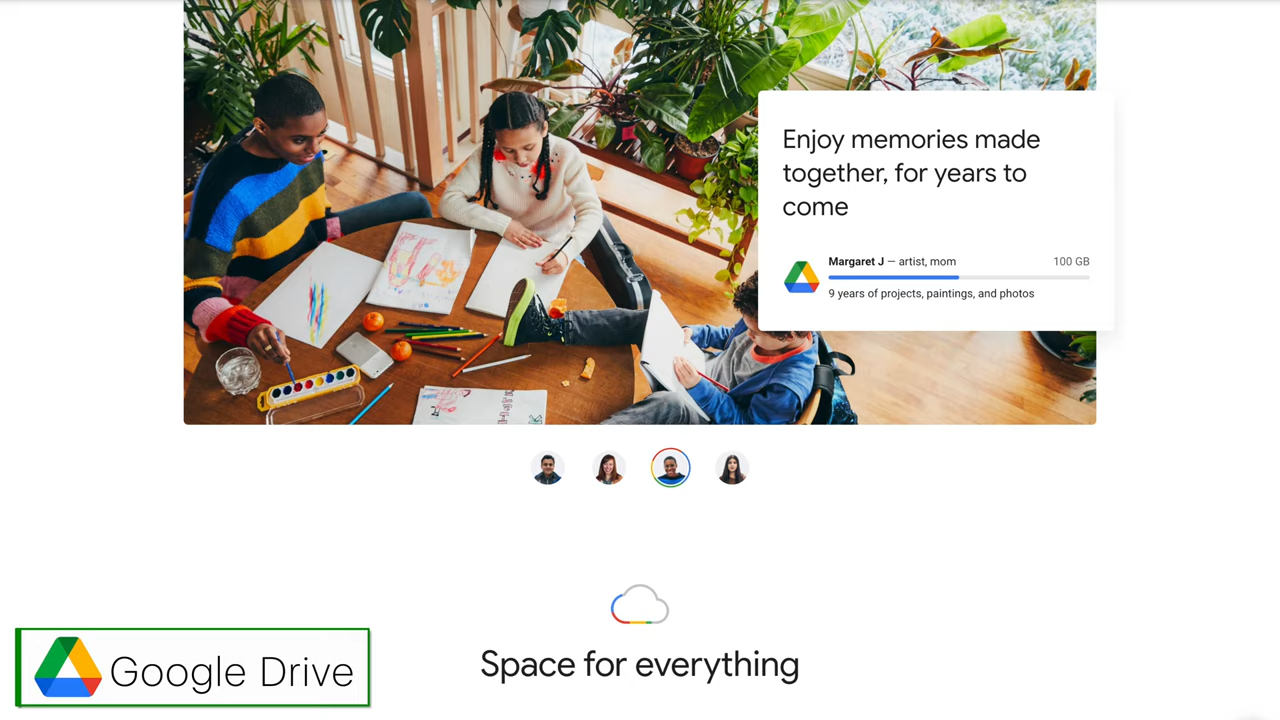 Enjoy memories made
together, for years to
come
Margaret J — artist, mom 100 GB
9 years of projects, paintings, and photos
Space for everything
Google Drive